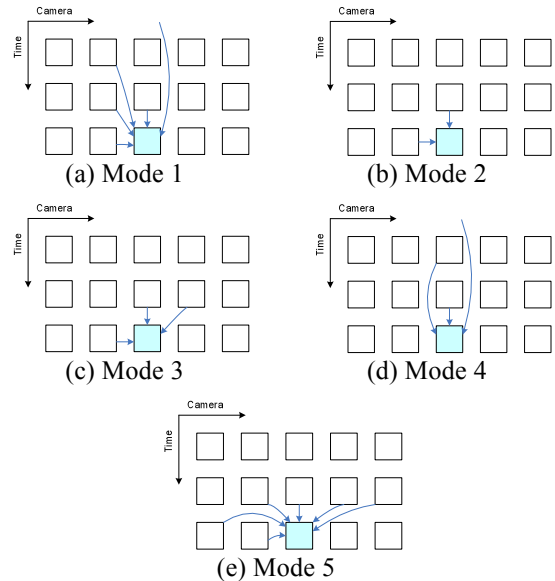 Camera
Time
(a) Mode 1
Camera
Time
(b) Mode 2
Camera
Time
(c) Mode 3
Camera
Time
(d) Mode 4
Camera
Time
(e) Mode 5